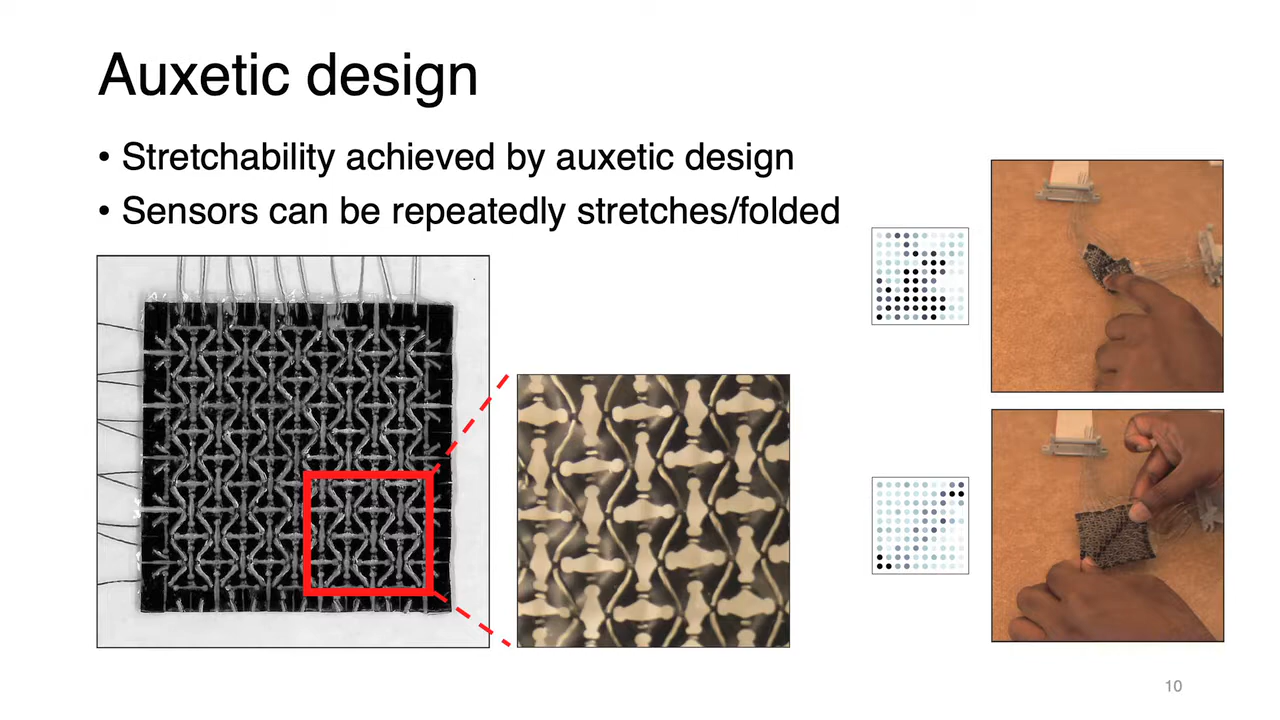 Auxetic design
• Stretchability achieved by auxetic design
• Sensors can be repeatedly stretches/folded
10